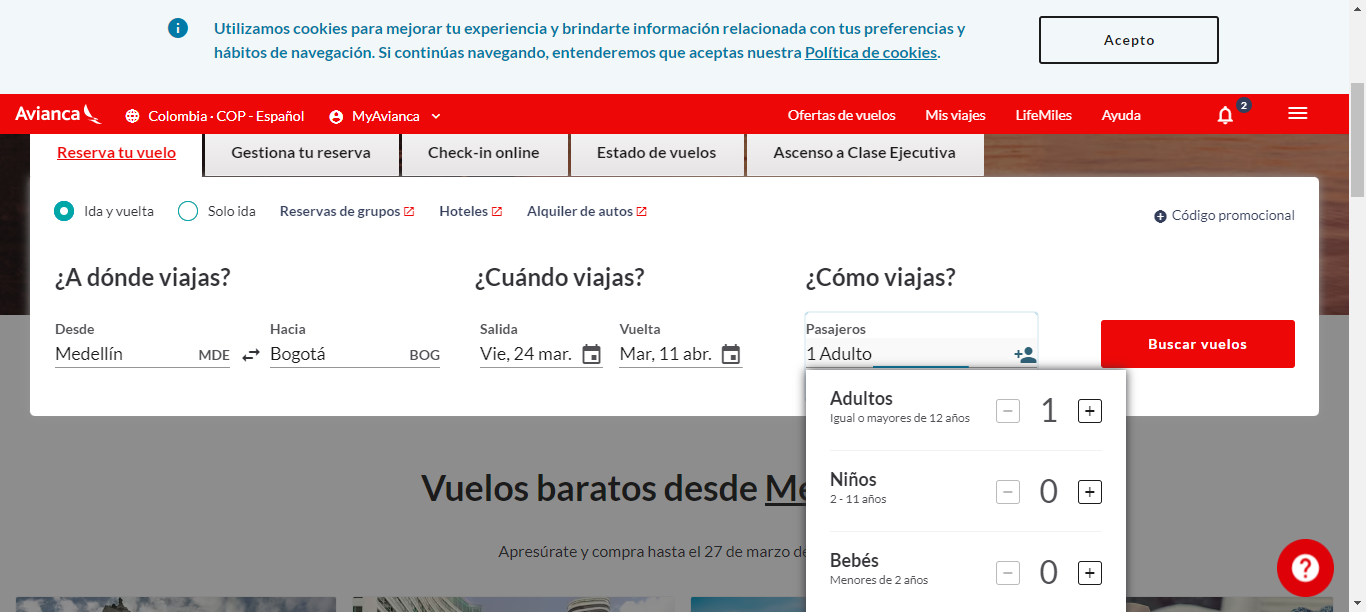 Utilizamos cookies para mejorar tu experiencia y brindarte información relacionada con tus preferencias y
hábitos de navegación. Si continúas navegando, entenderemos que aceptas nuestra Política de cookies.
Acepto
Avianca
Colombia · COP - Español
MyAvianca
Ofertas de vuelos
Mis viajes
LifeMiles
Ayuda
2
Reserva tu vuelo
Gestiona tu reserva
Check-in online
Estado de vuelos
Ascenso a Clase Ejecutiva
Ida y vuelta
Solo ida
Reservas de grupos
Hoteles
Alquiler de autos
Código promocional
¿A dónde viajas?
¿Cuándo viajas?
¿Cómo viajas?
Desde
Hacia
Salida
Vuelta
Pasajeros
Medellín MDE
Bogotá BOG
Vie, 24 mar.
Mar, 11 abr.
1 Adulto
Buscar vuelos
Adultos
Igual o mayores de 12 años
1
Niños
2 - 11 años
0
Bebés
Menores de 2 años
0
Vuelos baratos desde
Apresúrate y compra hasta el 27 de marzo de